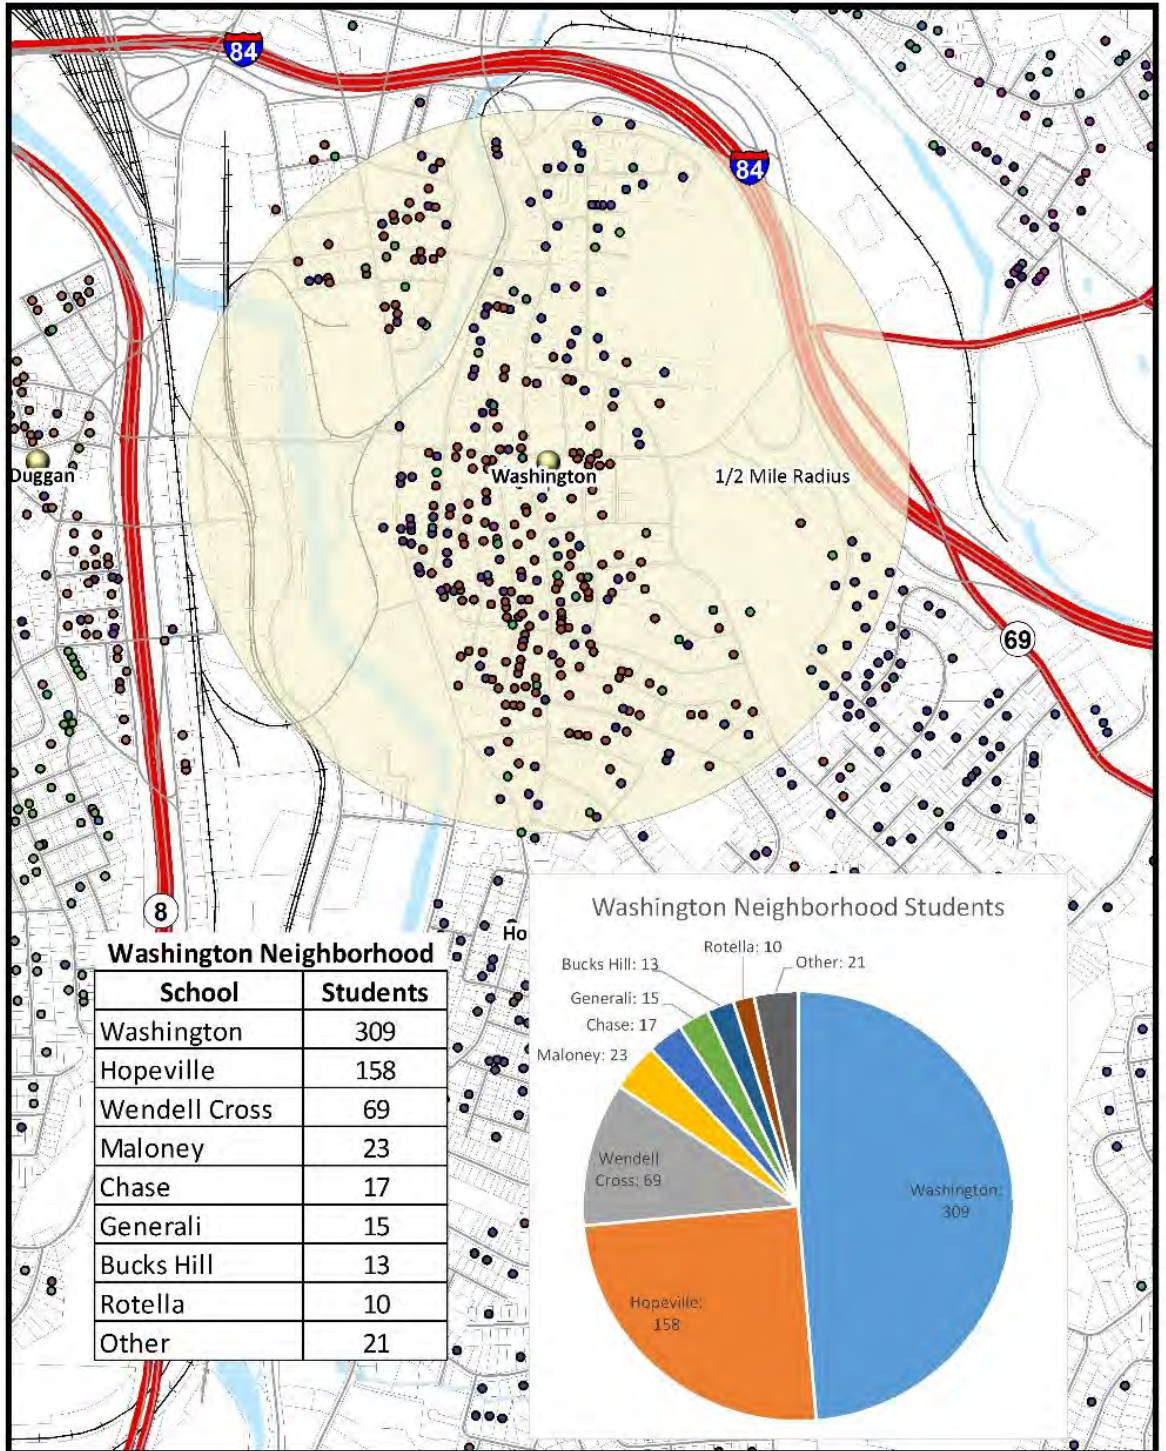 84
84
Duggan
Washington
1/2 Mile Radius
69
8
Ho
Washington Neighborhood
School Students
Washington 309
Hopeville 158
Wendell Cross 69
Maloney 23
Chase 17
Generali 15
Bucks Hill 13
Rotella 10
Other 21
Washington Neighborhood Students
Rotella: 10
Other: 21
Bucks Hill: 13
Generali: 15
Chase: 17
Maloney: 23
Wendell
Cross: 69
Washington:
309
Hopeville:
158